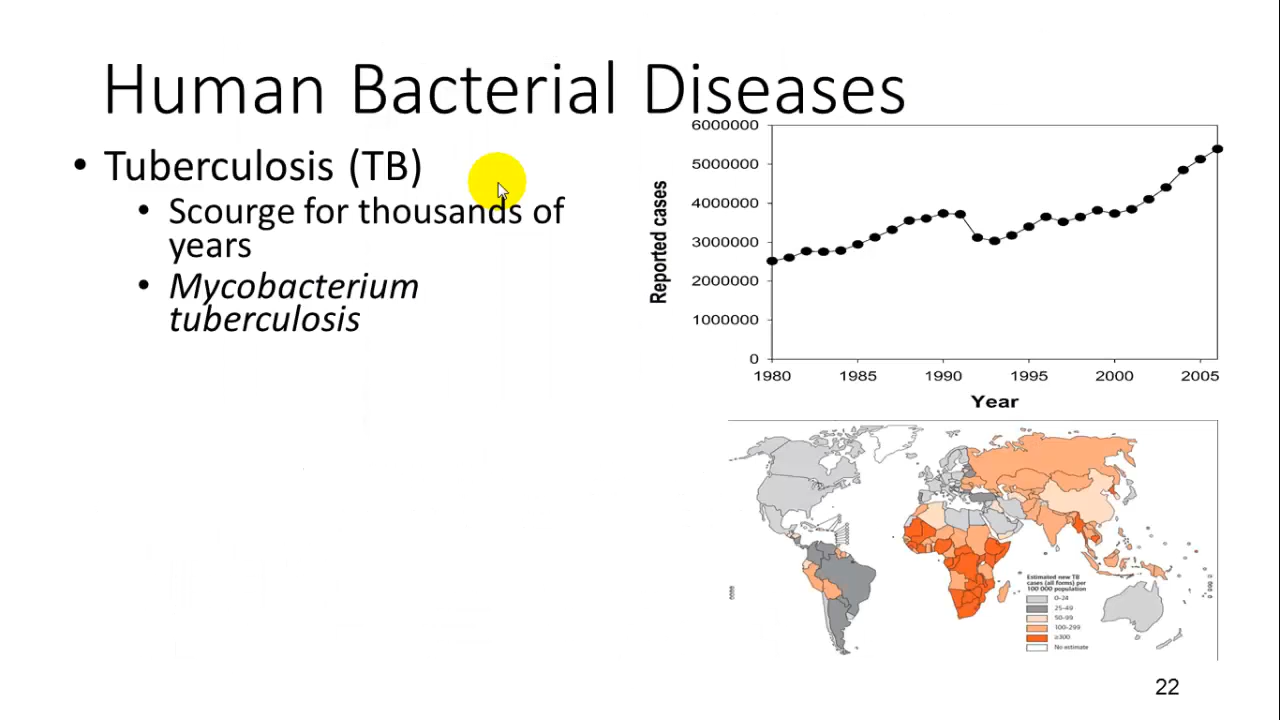 Human Bacterial Diseases
• Tuberculosis (TB)
• Scourge for thousands of
years
• Mycobacterium
tuberculosis
6000000
5000000
4000000
3000000
2000000
1000000
0
Reported cases
1980 1985 1990 1995 2000 2005
Year
Estimated new TB
cases (all forms) per
100 000 population
0–24
25–49
50–99
100–299
≥300
No estimate
22